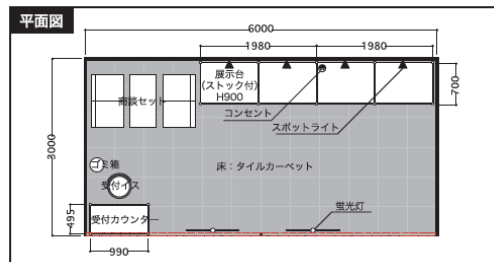 平面図
6000
1980
1980
展示台
(ストック付)
H900
700
商談セット
コンセント
スポットライト
3000
ゴミ箱
受付イス
床：タイルカーペット
495
受付カウンター
蛍光灯
990